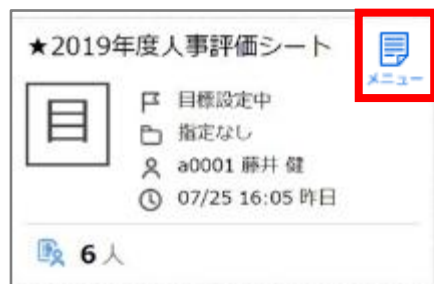 ★2019年度人事評価シート
メニュー
目
目標設定中
指定なし
a0001 藤井 健
07/25 16:05 昨日
6人